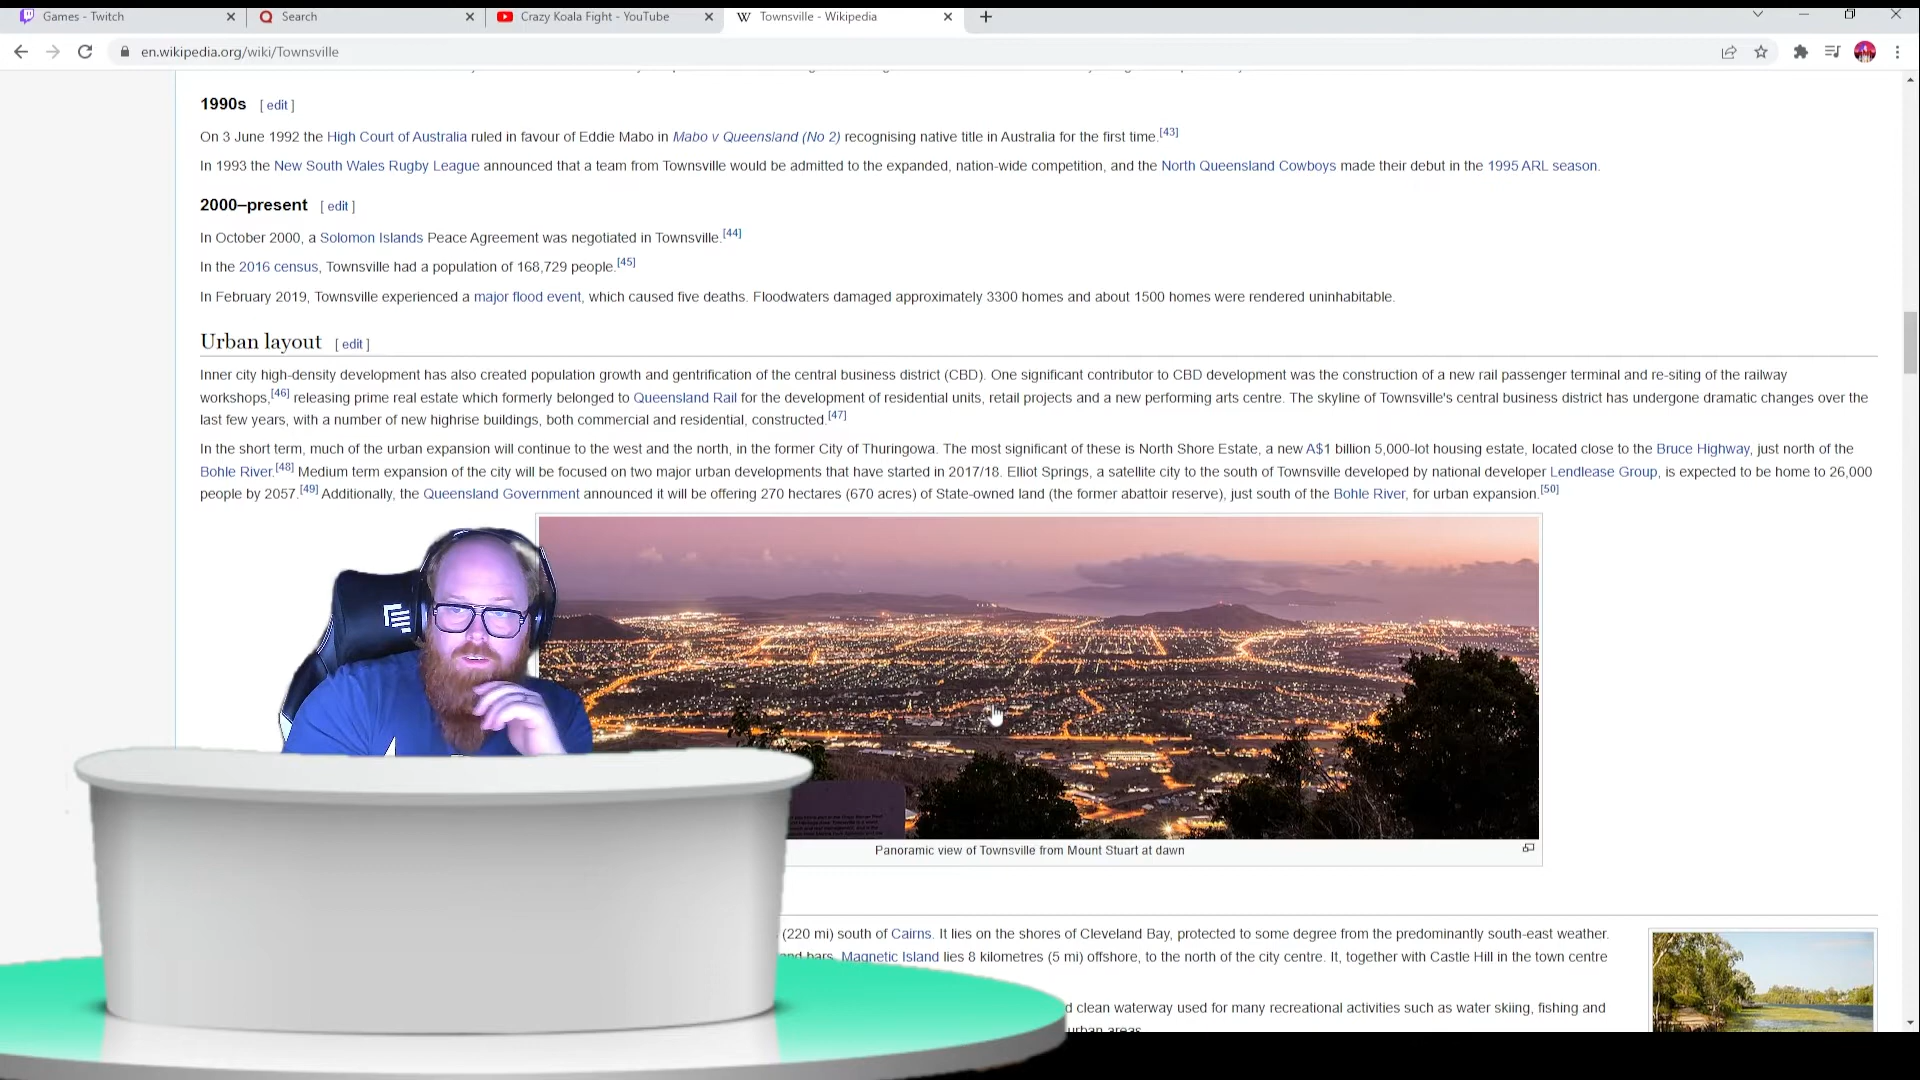 Games - Twitch
Search
Crazy Koala Fight - YouTube
Townsville - Wikipedia
en.wikipedia.org/wiki/Townsville
1990s [ edit ]
On 3 June 1992 the High Court of Australia ruled in favour of Eddie Mabo in Mabo v Queensland (No 2) recognising native title in Australia for the first time.[43]
In 1993 the New South Wales Rugby League announced that a team from Townsville would be admitted to the expanded, nation-wide competition, and the North Queensland Cowboys made their debut in the 1995 ARL season.
2000–present [ edit ]
In October 2000, a Solomon Islands Peace Agreement was negotiated in Townsville.[44]
In the 2016 census, Townsville had a population of 168,729 people.[45]
In February 2019, Townsville experienced a major flood event, which caused five deaths. Floodwaters damaged approximately 3300 homes and about 1500 homes were rendered uninhabitable.
Urban layout [ edit ]
Inner city high-density development has also created population growth and gentrification of the central business district (CBD). One significant contributor to CBD development was the construction of a new rail passenger terminal and re-siting of the railway
workshops,[46] releasing prime real estate which formerly belonged to Queensland Rail for the development of residential units, retail projects and a new performing arts centre. The skyline of Townsville's central business district has undergone dramatic changes over the
last few years, with a number of new highrise buildings, both commercial and residential, constructed.[47]
In the short term, much of the urban expansion will continue to the west and the north, in the former City of Thuringowa. The most significant of these is North Shore Estate, a new A$1 billion 5,000-lot housing estate, located close to the Bruce Highway, just north of the
Bohle River.[48] Medium term expansion of the city will be focused on two major urban developments that have started in 2017/18. Elliot Springs, a satellite city to the south of Townsville developed by national developer Lendlease Group, is expected to be home to 26,000
people by 2057.[49] Additionally, the Queensland Government announced it will be offering 270 hectares (670 acres) of State-owned land (the former abattoir reserve), just south of the Bohle River, for urban expansion.[50]
Panoramic view of Townsville from Mount Stuart at dawn
(220 mi) south of Cairns. It lies on the shores of Cleveland Bay, protected to some degree from the predominantly south-east weather.
bars. Magnetic Island lies 8 kilometres (5 mi) offshore, to the north of the city centre. It, together with Castle Hill in the town centre
d clean waterway used for many recreational activities such as water skiing, fishing and
urban areas